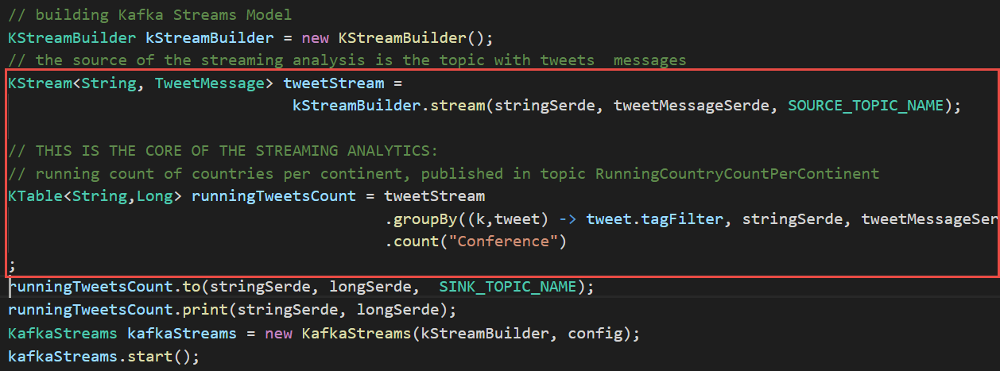 // building Kafka Streams Model
KStreamBuilder kStreamBuilder = new KStreamBuilder();
// the source of the streaming analysis is the topic with tweets  messages
KStream<String, TweetMessage> tweetStream =
kStreamBuilder.stream(stringSerde, tweetMessageSerde, SOURCE_TOPIC_NAME);
// THIS IS THE CORE OF THE STREAMING ANALYTICS:
// running count of countries per continent, published in topic RunningCountryCountPerContinent
KTable<String,Long> runningTweetsCount = tweetStream
.groupBy((k,tweet) -> tweet.tagFilter, stringSerde, tweetMessageSer
.count("Conference")
;
runningTweetsCount.to(stringSerde, longSerde,  SINK_TOPIC_NAME);
runningTweetsCount.print(stringSerde, longSerde);
KafkaStreams kafkaStreams = new KafkaStreams(kStreamBuilder, config);
kafkaStreams.start();